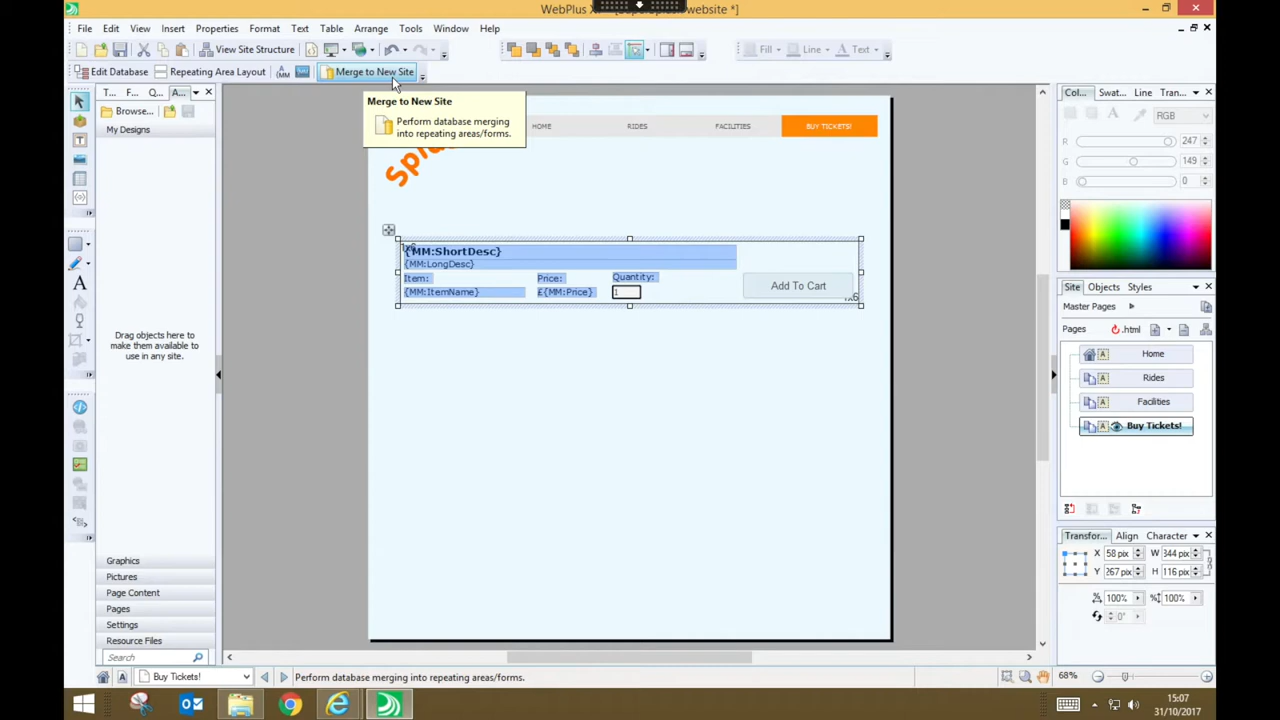 WebPlus X
website *]
File Edit View Insert Properties Format Text Table Arrange Tools Window Help
View Site Structure
Fill Line Text
Edit Database Repeating Area Layout Merge to New Site
Merge to New Site
Perform database merging
into repeating areas/forms.
T... F... Q... A...
Browse...
My Designs
Drag objects here to
make them available to
use in any site.
Graphics
Pictures
Page Content
Pages
Settings
Resource Files
Search
HOME RIDES FACILITIES BUY TICKETS!
{MM:ShortDesc}
{MM:LongDesc}
Item: Price: Quantity:
{MM:ItemName} £{MM:Price} 1
Add To Cart
1x6
Col... Swat... Line Trans...
RGB
R 247
G 149
B 0
Site Objects Styles
Master Pages
Pages .html
Home
Rides
Facilities
Buy Tickets!
Transfor... Align Character
X 58 pix W 344 pix
Y 267 pix H 116 pix
100% 100%
0°
Buy Tickets! Perform database merging into repeating areas/forms. 68%
15:07
31/10/2017